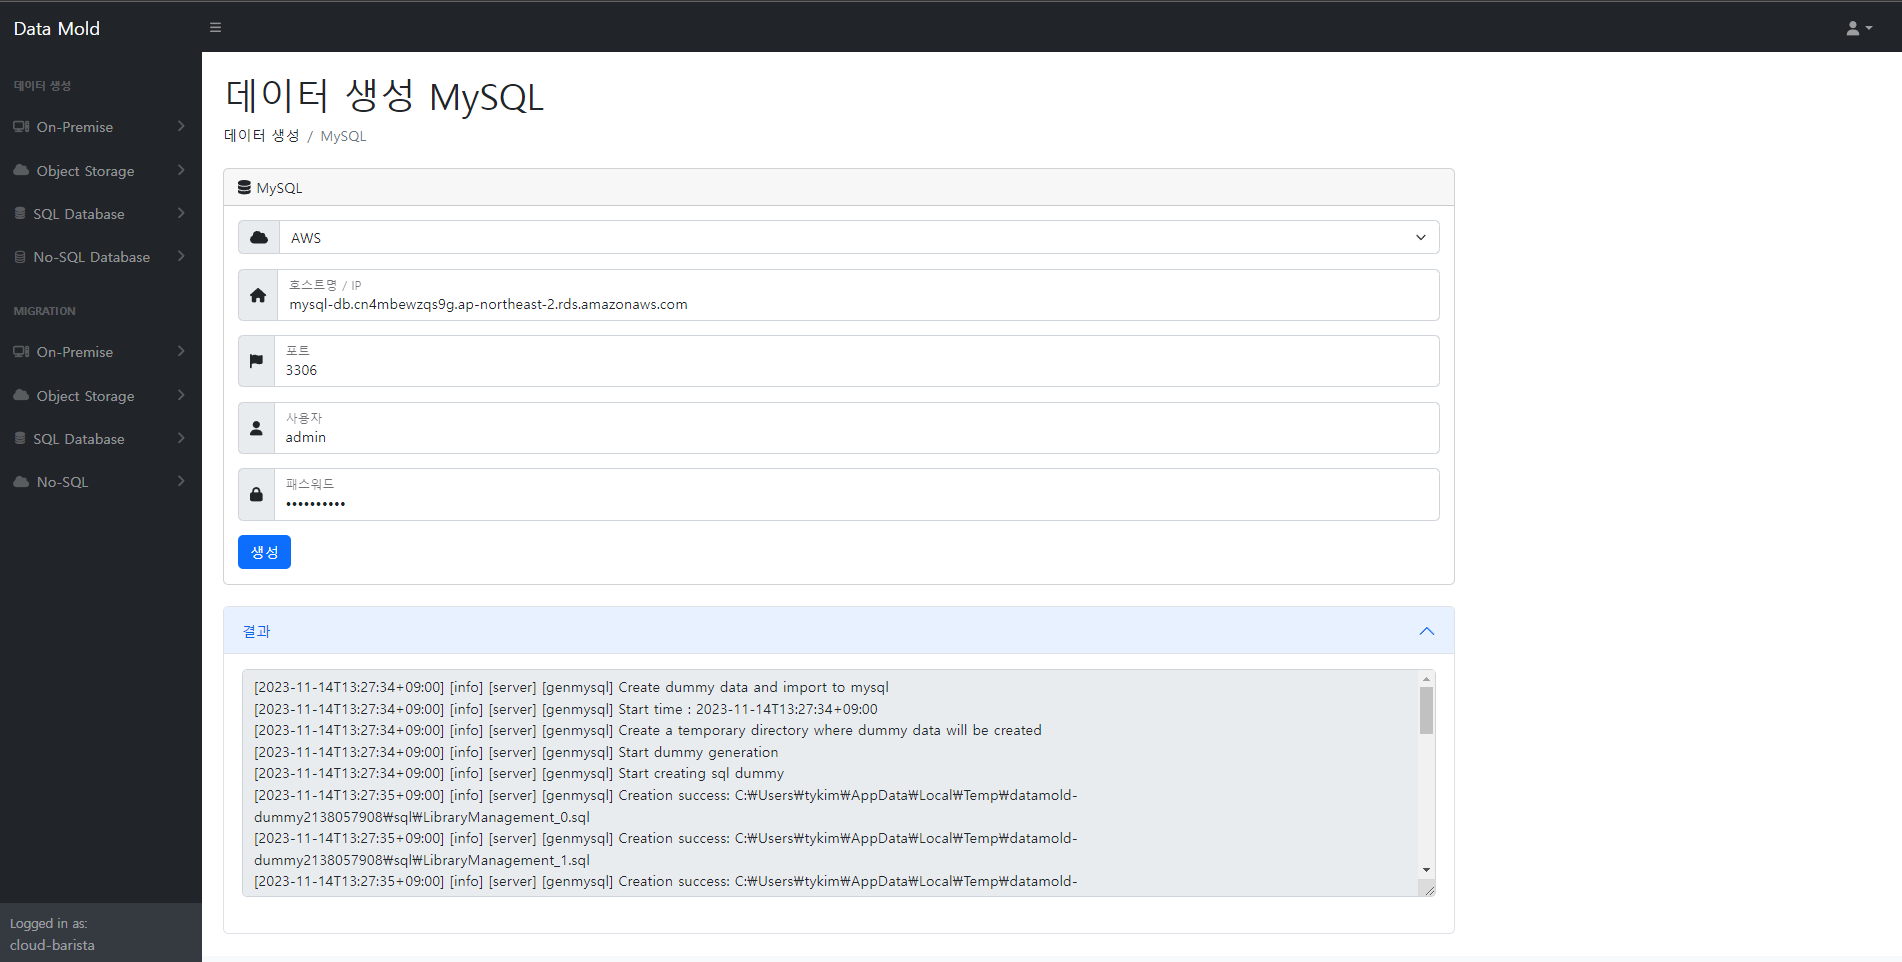 Data Mold
데이터 생성
On-Premise
Object Storage
SQL Database
No-SQL Database
MIGRATION
On-Premise
Object Storage
SQL Database
No-SQL
Logged in as:
cloud-barista
데이터 생성 MySQL
데이터 생성 / MySQL
MySQL
AWS
호스트명 / IP
mysql-db.cn4mbewzqs9g.ap-northeast-2.rds.amazonaws.com
포트
3306
사용자
admin
패스워드
••••••••••
생성
결과
[2023-11-14T13:27:34+09:00] [info] [server] [genmysql] Create dummy data and import to mysql
[2023-11-14T13:27:34+09:00] [info] [server] [genmysql] Start time : 2023-11-14T13:27:34+09:00
[2023-11-14T13:27:34+09:00] [info] [server] [genmysql] Create a temporary directory where dummy data will be created
[2023-11-14T13:27:34+09:00] [info] [server] [genmysql] Start dummy generation
[2023-11-14T13:27:34+09:00] [info] [server] [genmysql] Start creating sql dummy
[2023-11-14T13:27:35+09:00] [info] [server] [genmysql] Creation success: C:₩Users₩tykim₩AppData₩Local₩Temp₩datamold-
dummy2138057908₩sql₩LibraryManagement_0.sql
[2023-11-14T13:27:35+09:00] [info] [server] [genmysql] Creation success: C:₩Users₩tykim₩AppData₩Local₩Temp₩datamold-
dummy2138057908₩sql₩LibraryManagement_1.sql
[2023-11-14T13:27:35+09:00] [info] [server] [genmysql] Creation success: C:₩Users₩tykim₩AppData₩Local₩Temp₩datamold-